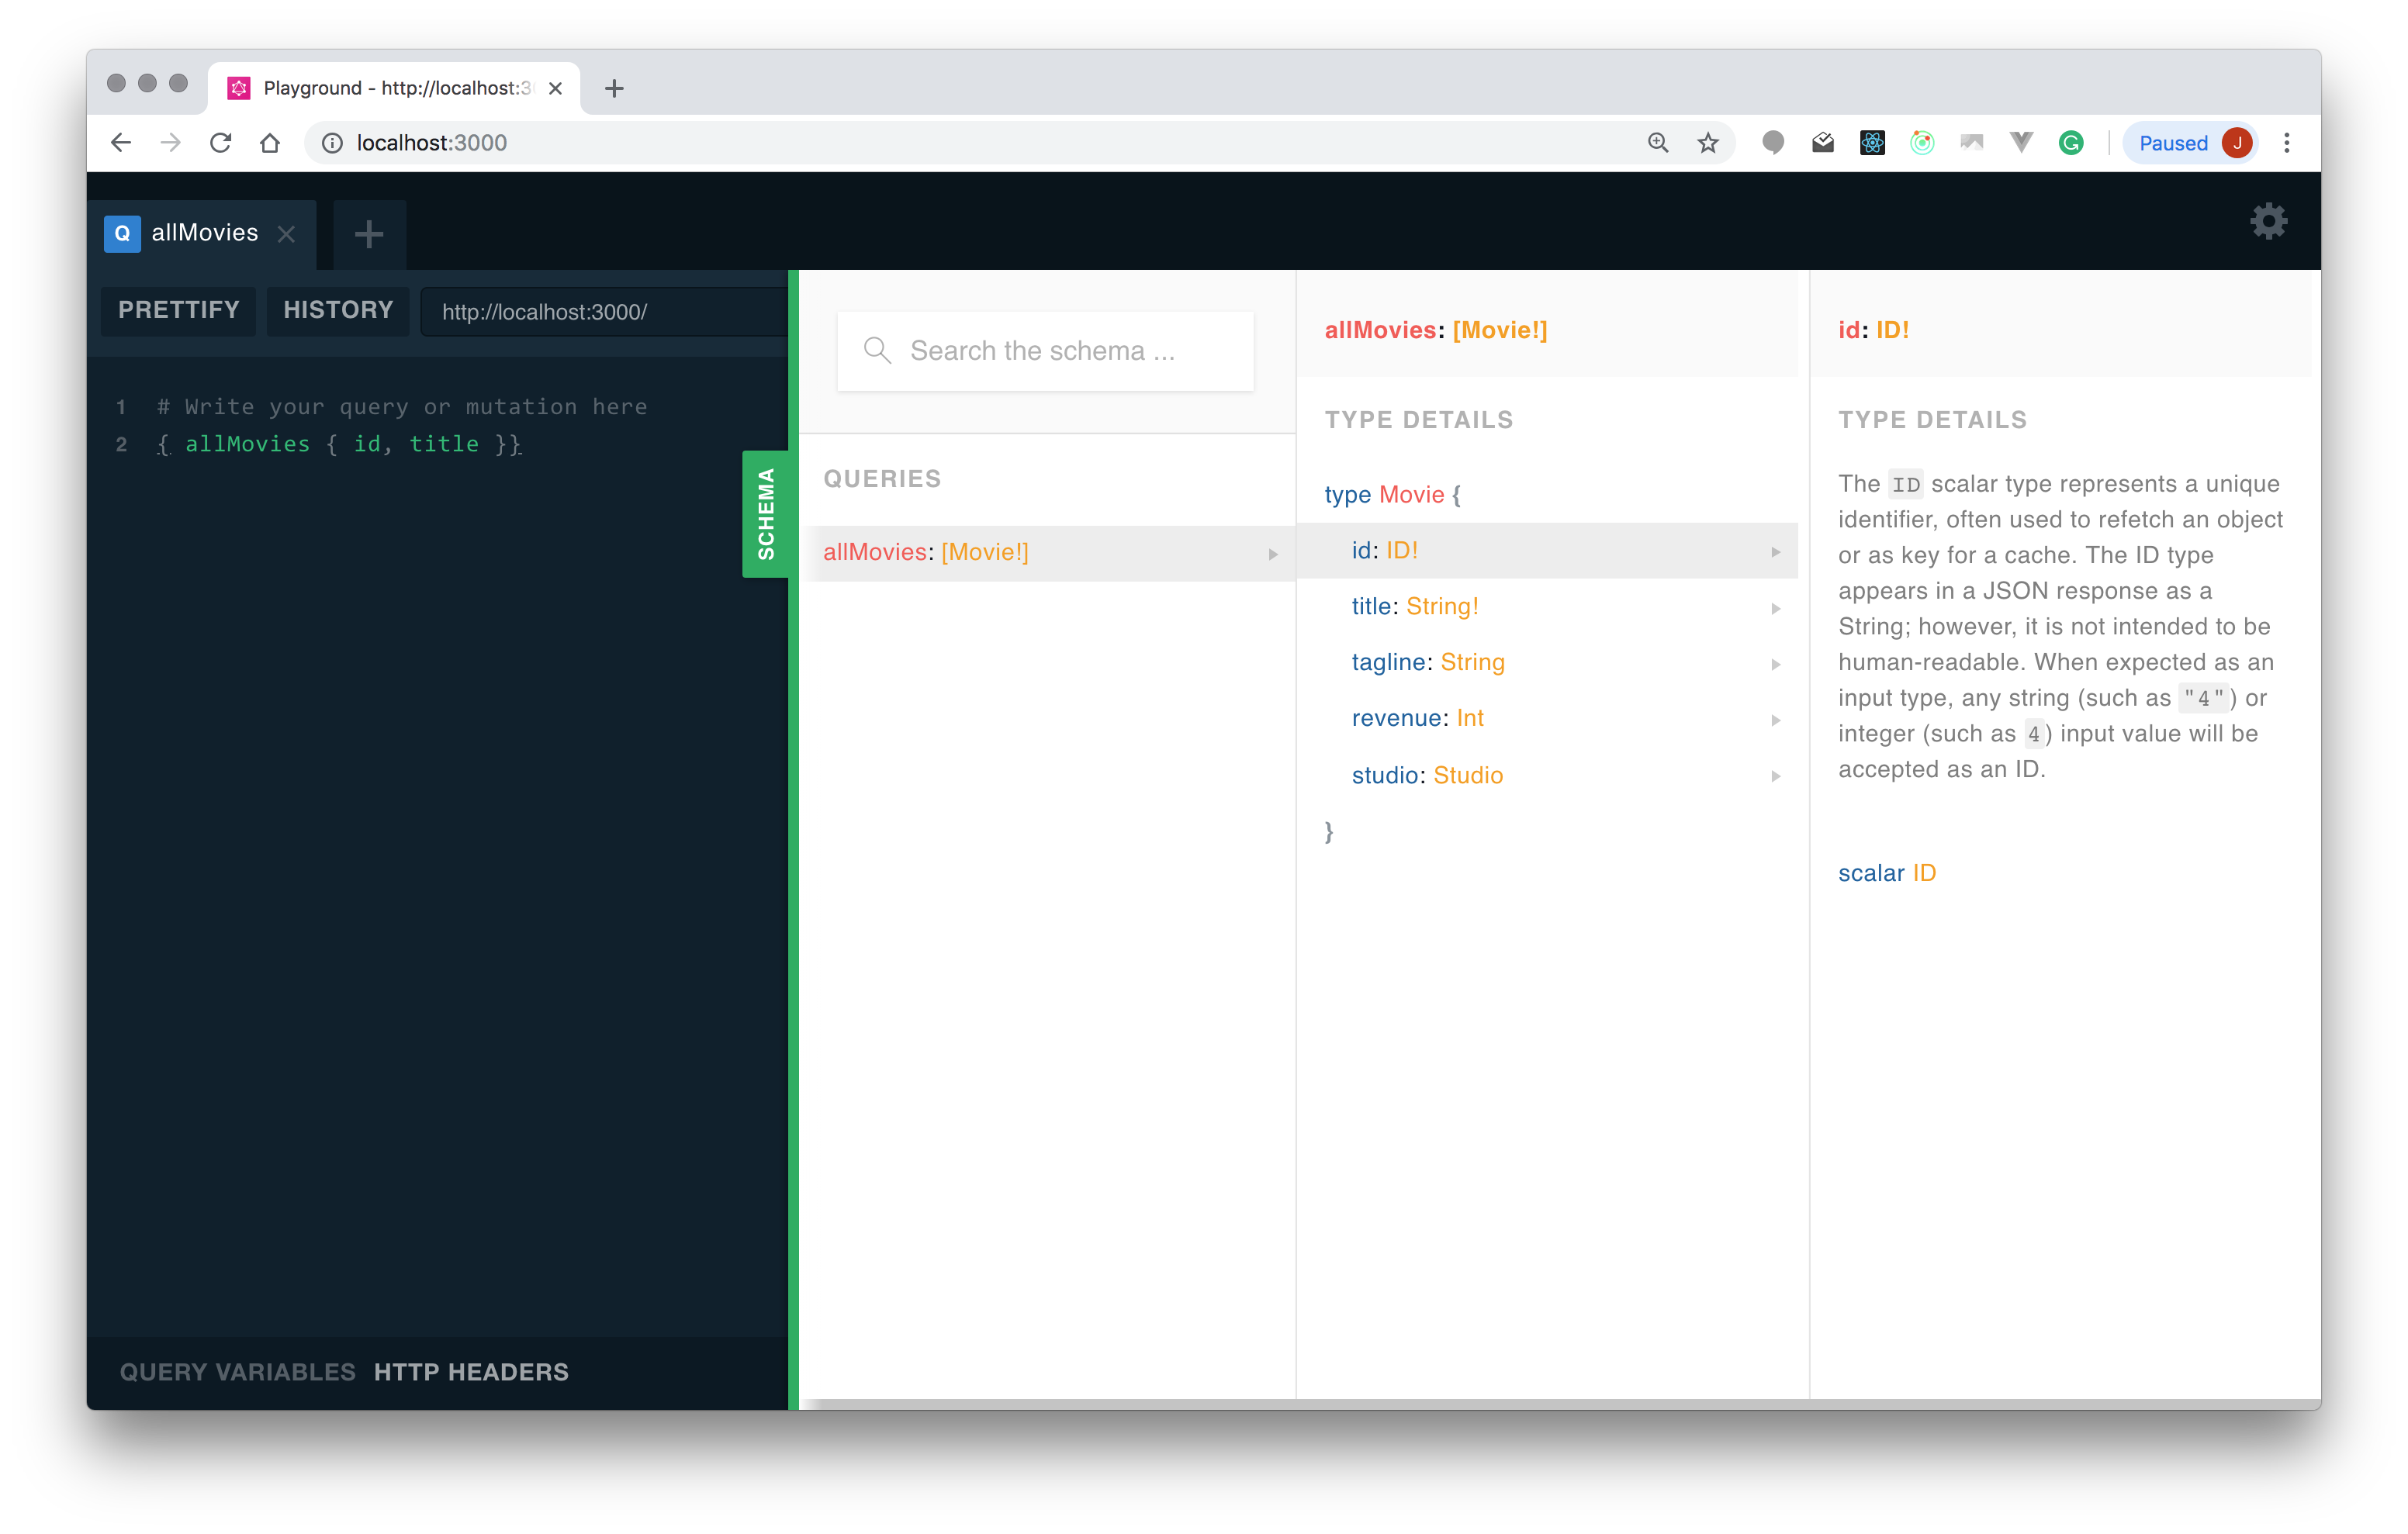 Playground - http://localhost:3
localhost:3000
Paused J
Q allMovies
PRETTIFY HISTORY http://localhost:3000/
1 # Write your query or mutation here
2 { allMovies { id, title }}
QUERY VARIABLES HTTP HEADERS
SCHEMA
Search the schema ...
QUERIES
allMovies: [Movie!]
allMovies: [Movie!]
TYPE DETAILS
type Movie {
id: ID!
title: String!
tagline: String
revenue: Int
studio: Studio
}
id: ID!
TYPE DETAILS
The ID scalar type represents a unique
identifier, often used to refetch an object
or as key for a cache. The ID type
appears in a JSON response as a
String; however, it is not intended to be
human-readable. When expected as an
input type, any string (such as "4") or
integer (such as 4) input value will be
accepted as an ID.
scalar ID